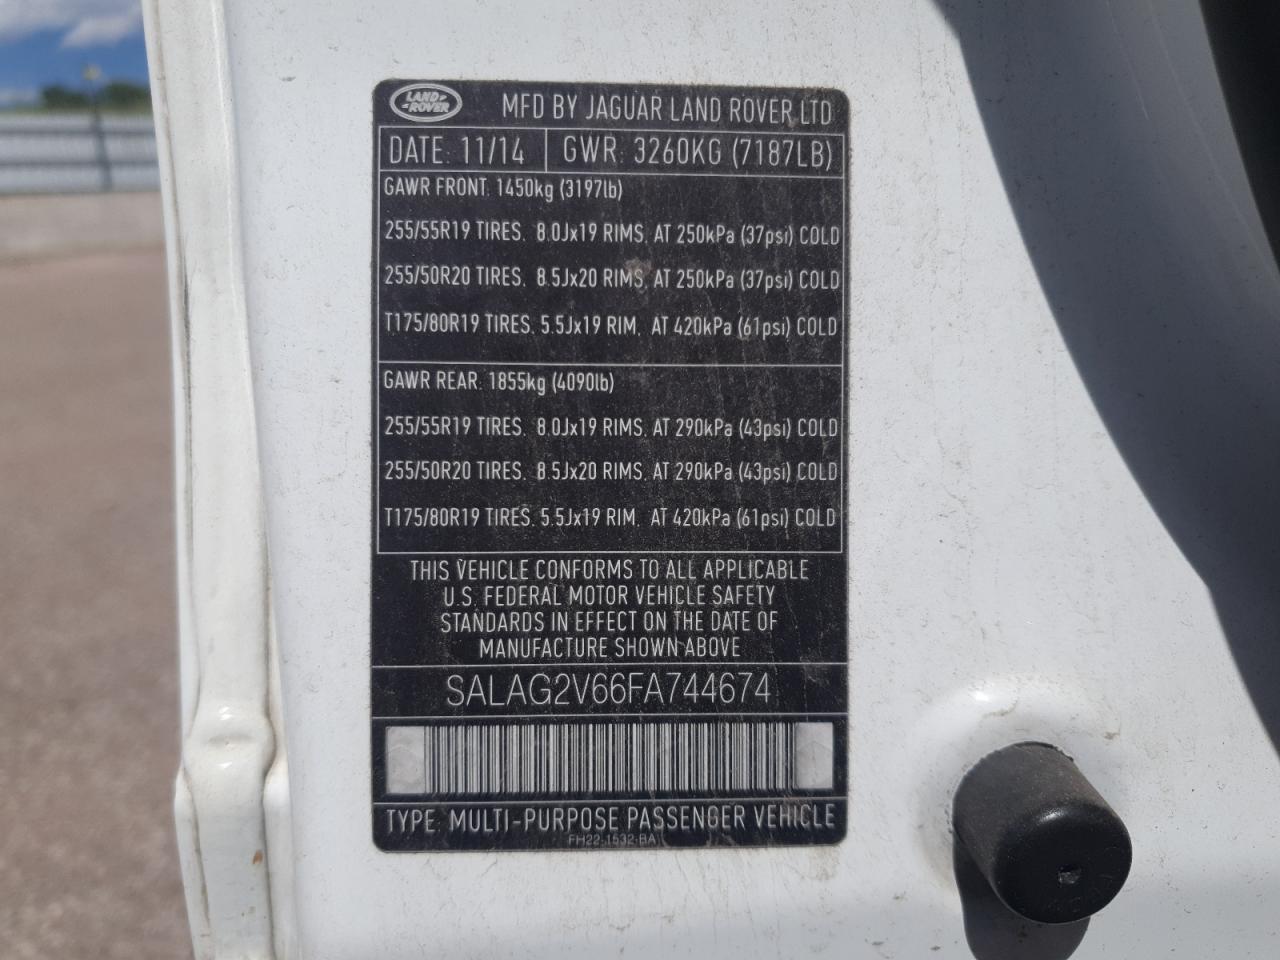 LAND ROVER
MFD BY JAGUAR LAND ROVER LTD
DATE: 11/14 GWR: 3260KG (7187LB)
GAWR FRONT: 1450kg (3197lb)
255/55R19 TIRES, 8.0Jx19 RIMS, AT 250kPa (37psi) COLD
255/50R20 TIRES, 8.5Jx20 RIMS, AT 250kPa (37psi) COLD
T175/80R19 TIRES, 5.5Jx19 RIM, AT 420kPa (61psi) COLD
GAWR REAR: 1855kg (4090lb)
255/55R19 TIRES, 8.0Jx19 RIMS, AT 290kPa (43psi) COLD
255/50R20 TIRES, 8.5Jx20 RIMS, AT 290kPa (43psi) COLD
T175/80R19 TIRES, 5.5Jx19 RIM, AT 420kPa (61psi) COLD
THIS VEHICLE CONFORMS TO ALL APPLICABLE
U.S. FEDERAL MOTOR VEHICLE SAFETY
STANDARDS IN EFFECT ON THE DATE OF
MANUFACTURE SHOWN ABOVE
SALAG2V66FA744674
TYPE: MULTI-PURPOSE PASSENGER VEHICLE
FH22-1532-BA